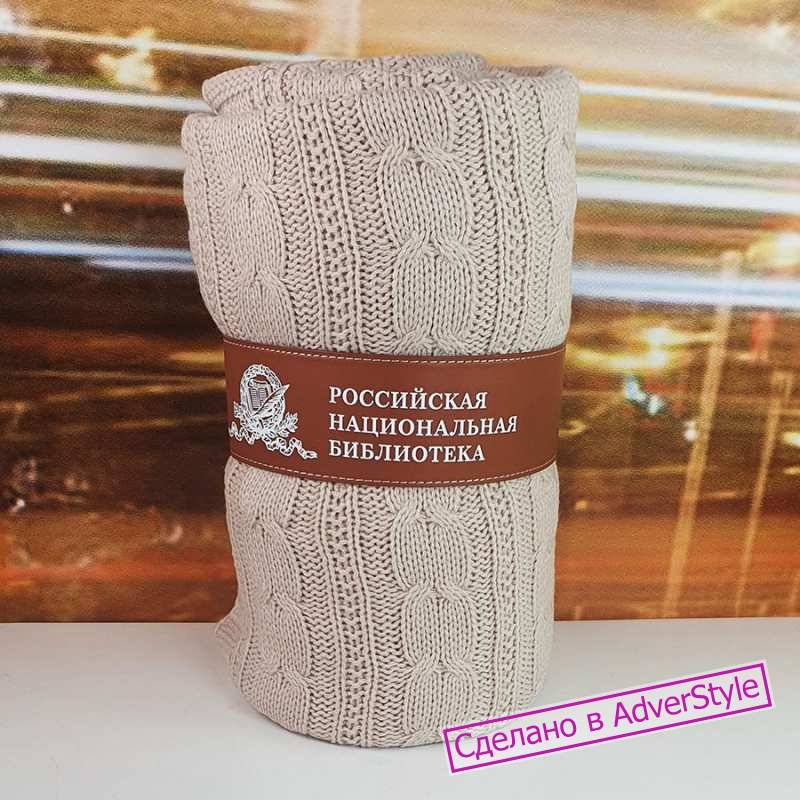 РОССИЙСКАЯ
НАЦИОНАЛЬНАЯ
БИБЛИОТЕКА
Сделано в AdverStyle